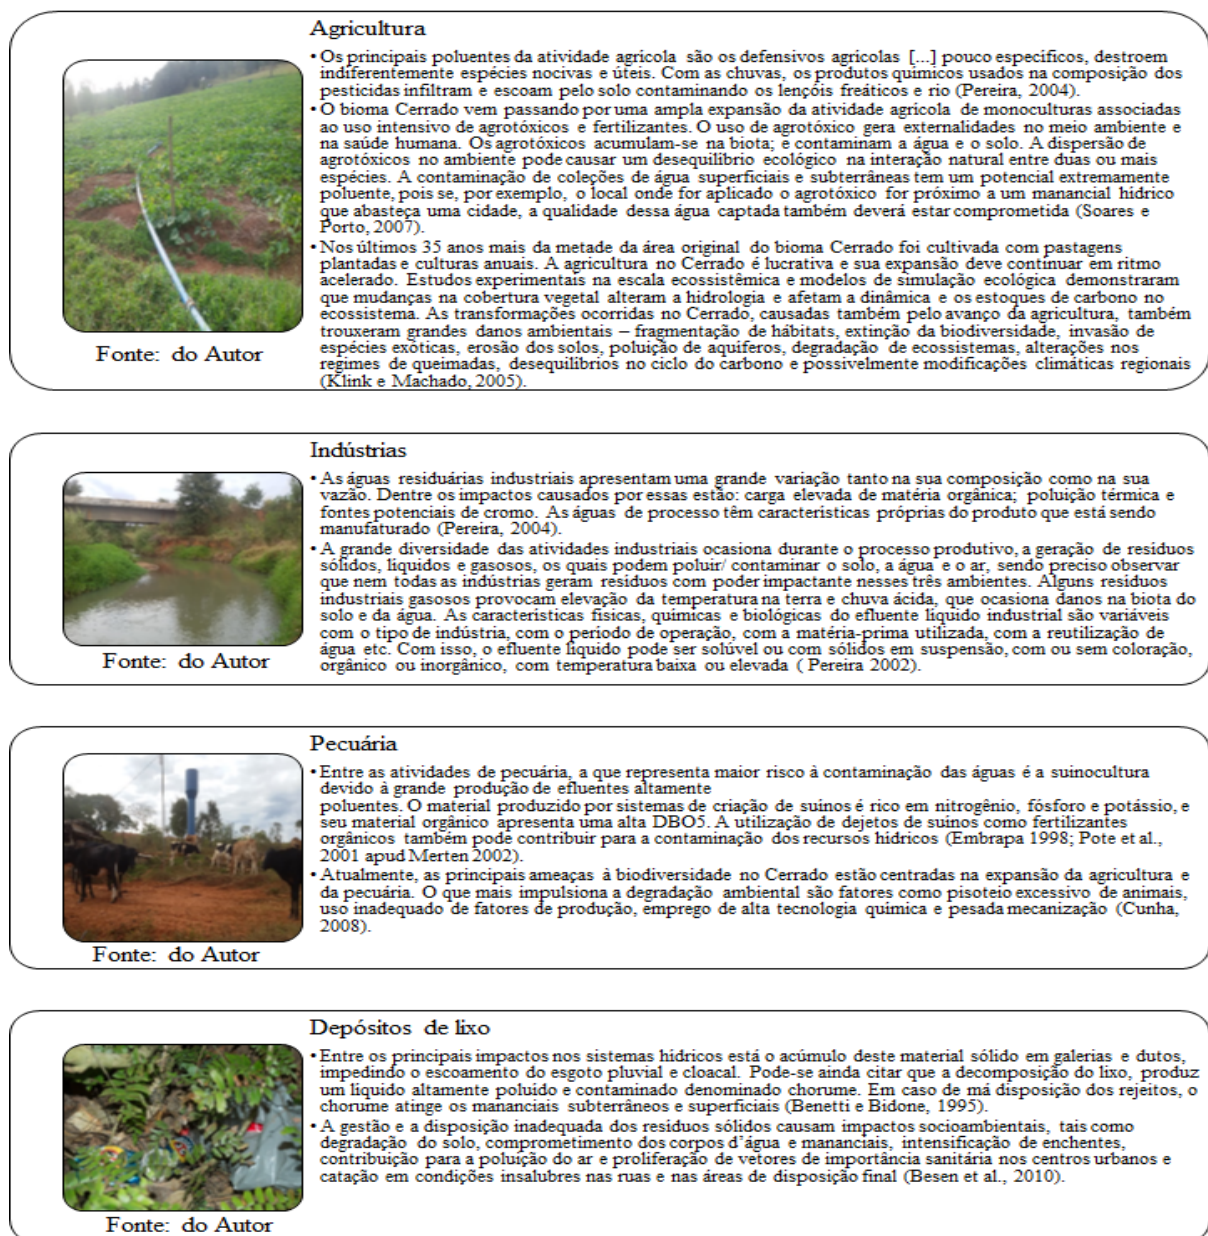 Agricultura
• Os principais poluentes da atividade agrícola são os defensivos agrícolas [...] pouco específicos, destroem
indiferentemente espécies nocivas e úteis. Com as chuvas, os produtos químicos usados na composição dos
pesticidas infiltram e escoam pelo solo contaminando os lençóis freáticos e rio (Pereira, 2004).
• O bioma Cerrado vem passando por uma ampla expansão da atividade agrícola de monoculturas associadas
ao uso intensivo de agrotóxicos e fertilizantes. O uso de agrotóxico gera externalidades no meio ambiente e
na saúde humana. Os agrotóxicos acumulam-se na biota; e contaminam a água e o solo. A dispersão de
agrotóxicos no ambiente pode causar um desequilíbrio ecológico na interação natural entre duas ou mais
espécies. A contaminação de coleções de água superficiais e subterrâneas tem um potencial extremamente
poluente, pois se, por exemplo, o local onde for aplicado o agrotóxico for próximo a um manancial hídrico
que abasteça uma cidade, a qualidade dessa água captada também deverá estar comprometida (Soares e
Porto, 2007).
• Nos últimos 35 anos mais da metade da área original do bioma Cerrado foi cultivada com pastagens
plantadas e culturas anuais. A agricultura no Cerrado é lucrativa e sua expansão deve continuar em ritmo
acelerado. Estudos experimentais na escala ecossistêmica e modelos de simulação ecológica demonstraram
que mudanças na cobertura vegetal alteram a hidrologia e afetam a dinâmica e os estoques de carbono no
ecossistema. As transformações ocorridas no Cerrado, causadas também pelo avanço da agricultura, também
trouxeram grandes danos ambientais – fragmentação de hábitats, extinção da biodiversidade, invasão de
espécies exóticas, erosão dos solos, poluição de aquíferos, degradação de ecossistemas, alterações nos
regimes de queimadas, desequilíbrios no ciclo do carbono e possivelmente modificações climáticas regionais
(Klink e Machado, 2005).
Fonte: do Autor
Indústrias
• As águas residuárias industriais apresentam uma grande variação tanto na sua composição como na sua
vazão. Dentre os impactos causados por essas estão: carga elevada de matéria orgânica; poluição térmica e
fontes potenciais de cromo. As águas de processo têm características próprias do produto que está sendo
manufaturado (Pereira, 2004).
• A grande diversidade das atividades industriais ocasiona durante o processo produtivo, a geração de resíduos
sólidos, líquidos e gasosos, os quais podem poluir/ contaminar o solo, a água e o ar, sendo preciso observar
que nem todas as indústrias geram resíduos com poder impactante nesses três ambientes. Alguns resíduos
industriais gasosos provocam elevação da temperatura na terra e chuva ácida, que ocasiona danos na biota do
solo e da água. As características físicas, químicas e biológicas do efluente líquido industrial são variáveis
com o tipo de indústria, com o período de operação, com a matéria-prima utilizada, com a reutilização de
água etc. Com isso, o efluente líquido pode ser solúvel ou com sólidos em suspensão, com ou sem coloração,
orgânico ou inorgânico, com temperatura baixa ou elevada ( Pereira 2002).
Fonte: do Autor
Pecuária
• Entre as atividades de pecuária, a que representa maior risco à contaminação das águas é a suinocultura
devido à grande produção de efluentes altamente
poluentes. O material produzido por sistemas de criação de suínos é rico em nitrogênio, fósforo e potássio, e
seu material orgânico apresenta uma alta DBO5. A utilização de dejetos de suínos como fertilizantes
orgânicos também pode contribuir para a contaminação dos recursos hídricos (Embrapa 1998; Pote et al.,
2001 apud Merten 2002).
• Atualmente, as principais ameaças à biodiversidade no Cerrado estão centradas na expansão da agricultura e
da pecuária. O que mais impulsiona a degradação ambiental são fatores como pisoteio excessivo de animais,
uso inadequado de fatores de produção, emprego de alta tecnologia química e pesada mecanização (Cunha,
2008).
Fonte: do Autor
Depósitos de lixo
• Entre os principais impactos nos sistemas hídricos está o acúmulo deste material sólido em galerias e dutos,
impedindo o escoamento do esgoto pluvial e cloacal. Pode-se ainda citar que a decomposição do lixo, produz
um líquido altamente poluído e contaminado denominado chorume. Em caso de má disposição dos rejeitos, o
chorume atinge os mananciais subterrâneos e superficiais (Benetti e Bidone, 1995).
• A gestão e a disposição inadequada dos resíduos sólidos causam impactos socioambientais, tais como
degradação do solo, comprometimento dos corpos d'água e mananciais, intensificação de enchentes,
contribuição para a poluição do ar e proliferação de vetores de importância sanitária nos centros urbanos e
catação em condições insalubres nas ruas e nas áreas de disposição final (Besen et al., 2010).
Fonte: do Autor